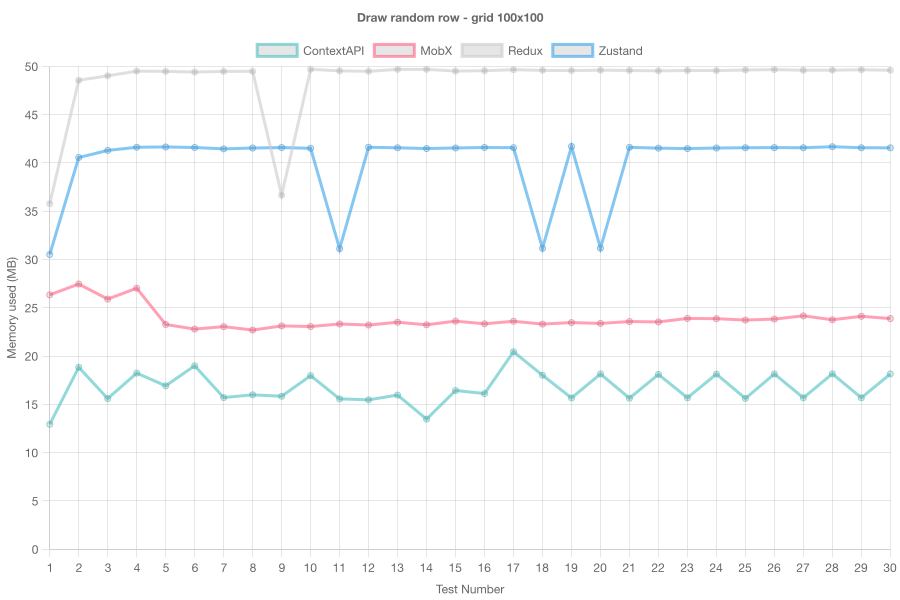 Draw random row - grid 100x100
ContextAPI MobX Redux Zustand
50
45
40
35
30
25
20
15
10
5
0
Memory used (MB)
1 2 3 4 5 6 7 8 9 10 11 12 13 14 15 16 17 18 19 20 21 22 23 24 25 26 27 28 29 30
Test Number